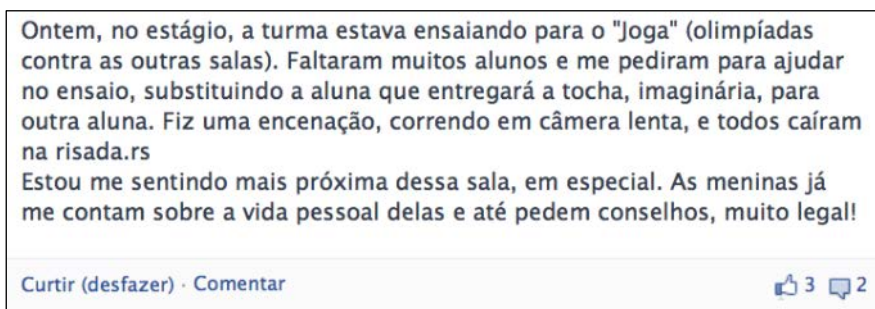 Ontem, no estágio, a turma estava ensaiando para o "Joga" (olimpíadas
contra as outras salas). Faltaram muitos alunos e me pediram para ajudar
no ensaio, substituindo a aluna que entregará a tocha, imaginária, para
outra aluna. Fiz uma encenação, correndo em câmera lenta, e todos caíram
na risada.rs
Estou me sentindo mais próxima dessa sala, em especial. As meninas já
me contam sobre a vida pessoal delas e até pedem conselhos, muito legal!
Curtir (desfazer) · Comentar 3 2